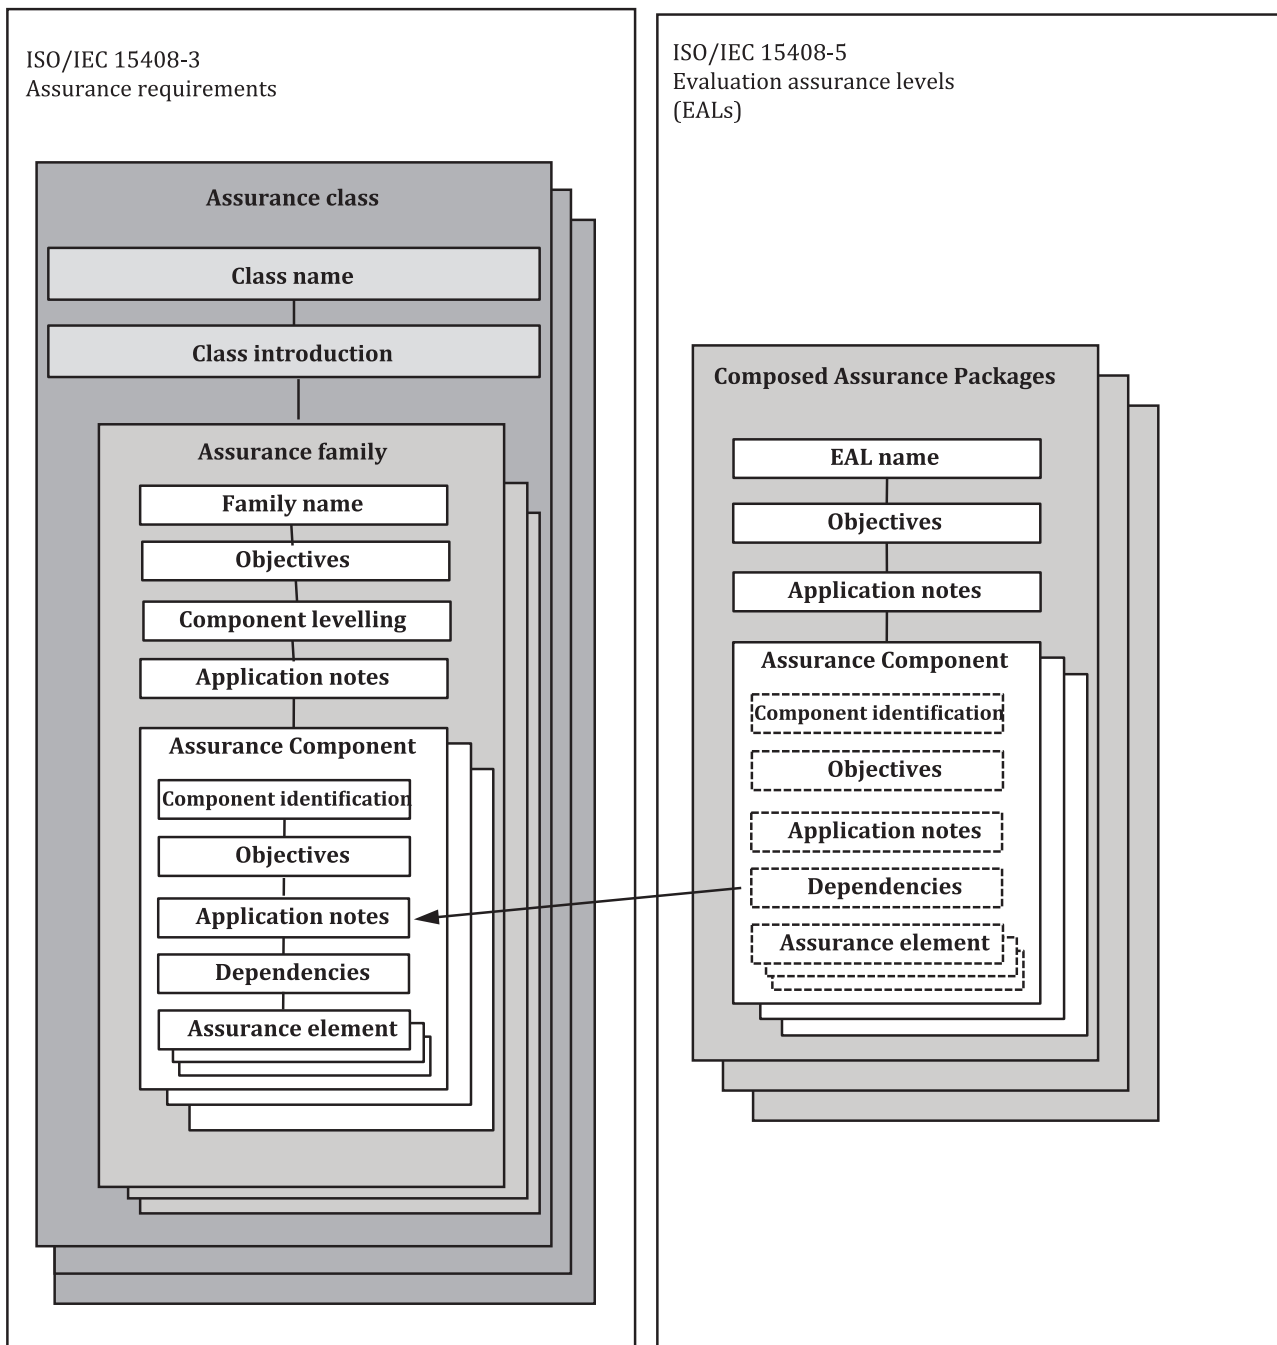 ISO/IEC 15408-3
Assurance requirements
Assurance class
Class name
Class introduction
Assurance family
Family name
Objectives
Component levelling
Application notes
Assurance Component
Component identification
Objectives
Application notes
Dependencies
Assurance element
ISO/IEC 15408-5
Evaluation assurance levels
(EALs)
Composed Assurance Packages
EAL name
Objectives
Application notes
Assurance Component
Component identification
Objectives
Application notes
Dependencies
Assurance element